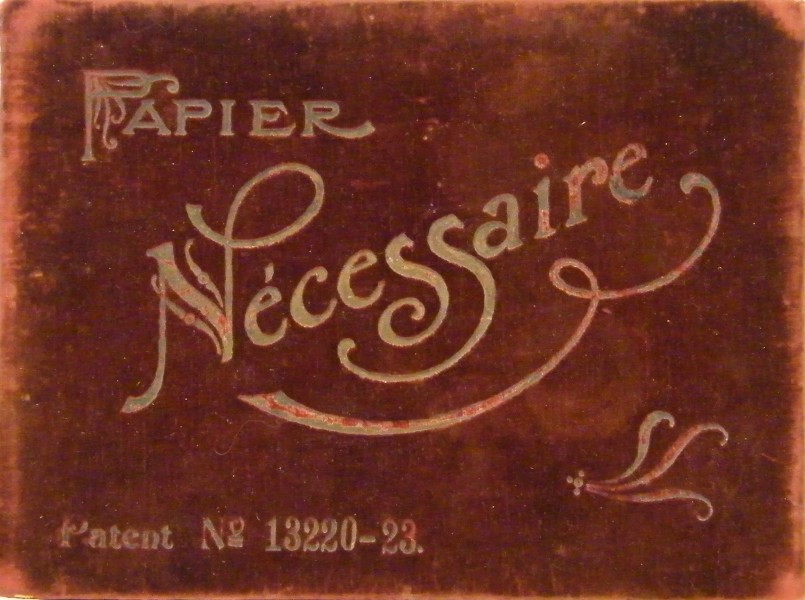 PAPIER
Nécessaire
Patent Nº 13220-23.